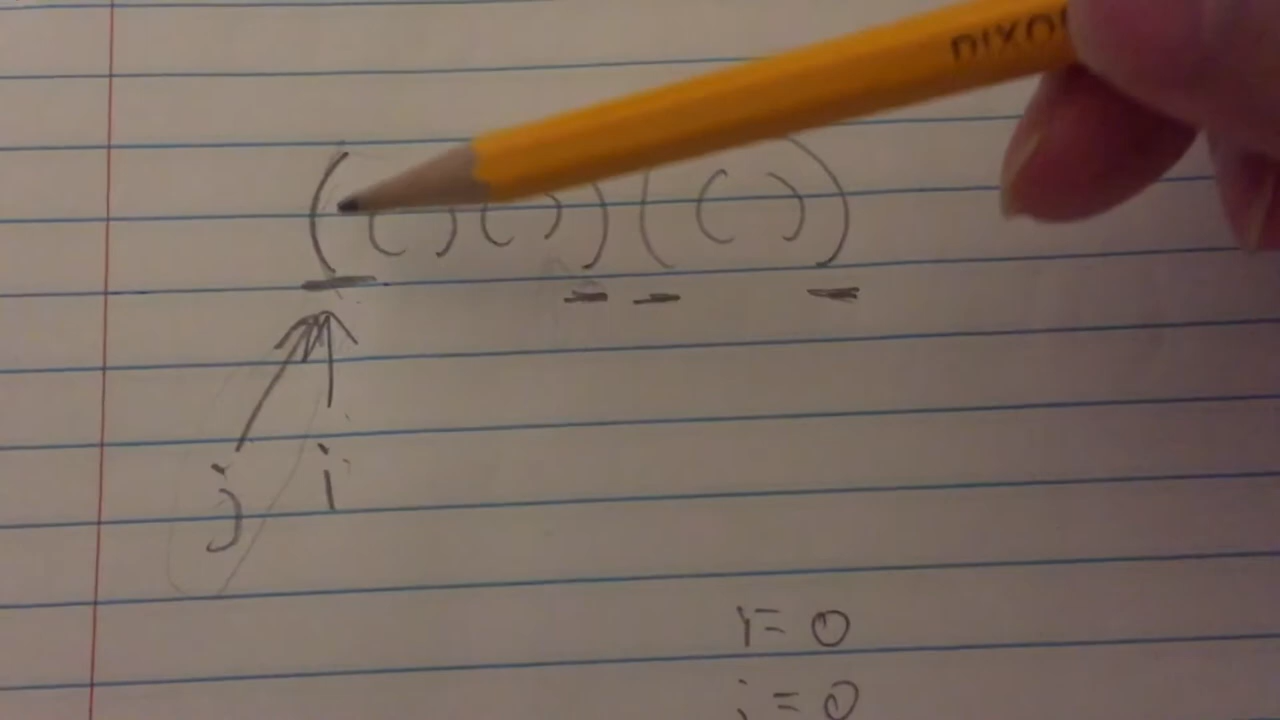 DIXO
(()())(())
j i
i = 0
j = 0